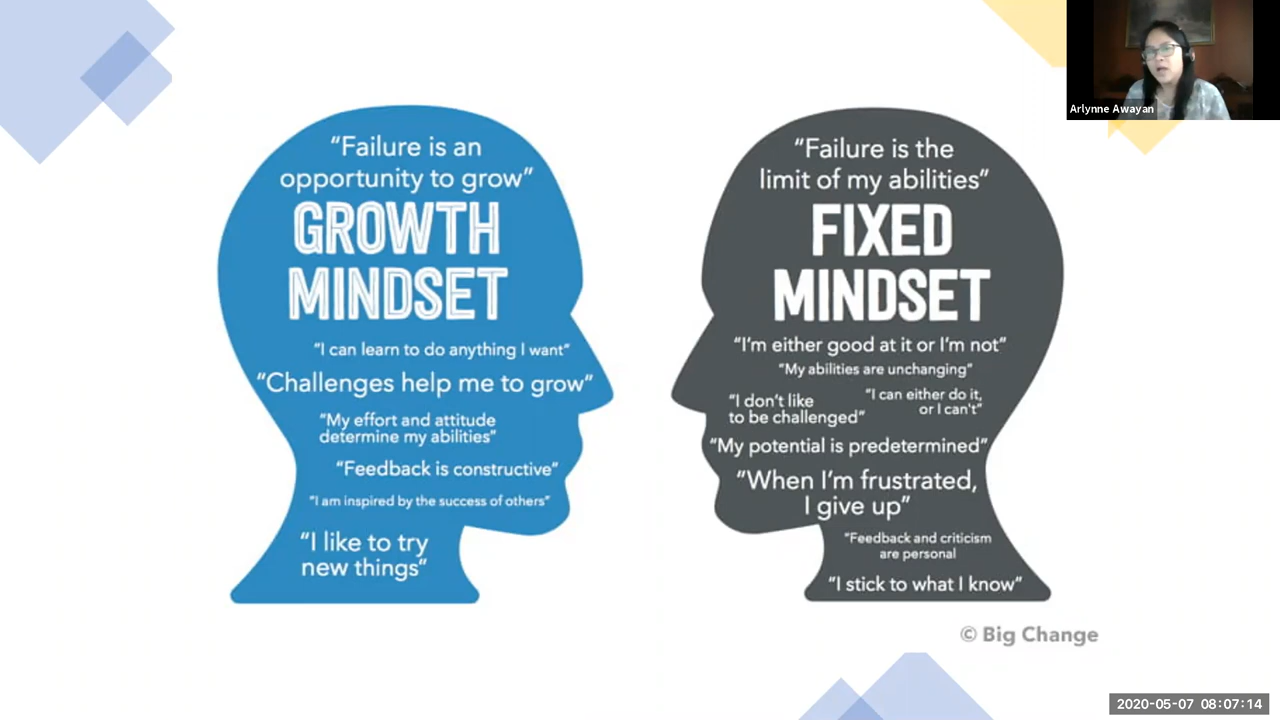 Arlynne Awayan
“Failure is an
opportunity to grow”
GROWTH
MINDSET
“I can learn to do anything I want”
“Challenges help me to grow”
“My effort and attitude
determine my abilities”
“Feedback is constructive”
“I am inspired by the success of others”
“I like to try
new things”
“Failure is the
limit of my abilities”
FIXED
MINDSET
“I’m either good at it or I’m not”
“My abilities are unchanging”
“I don’t like
to be challenged”
“I can either do it,
or I can't”
“My potential is predetermined”
“When I’m frustrated,
I give up”
“Feedback and criticism
are personal
“I stick to what I know”
© Big Change
2020-05-07 08:07:14